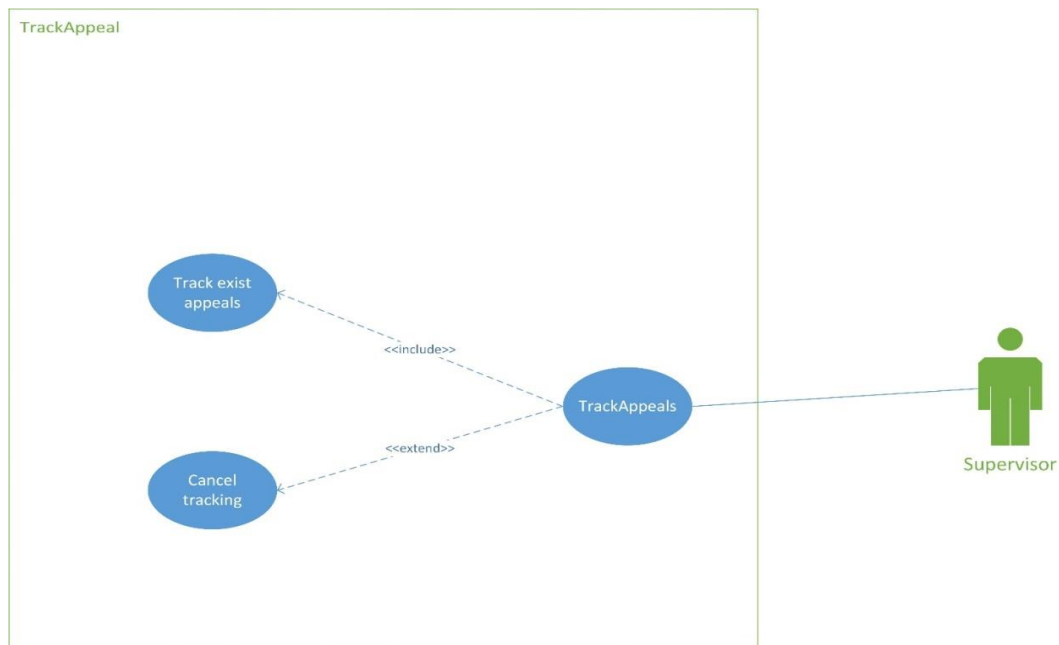 TrackAppeal
Track exist
appeals
<<include>>
TrackAppeals
<<extend>>
Cancel
tracking
Supervisor